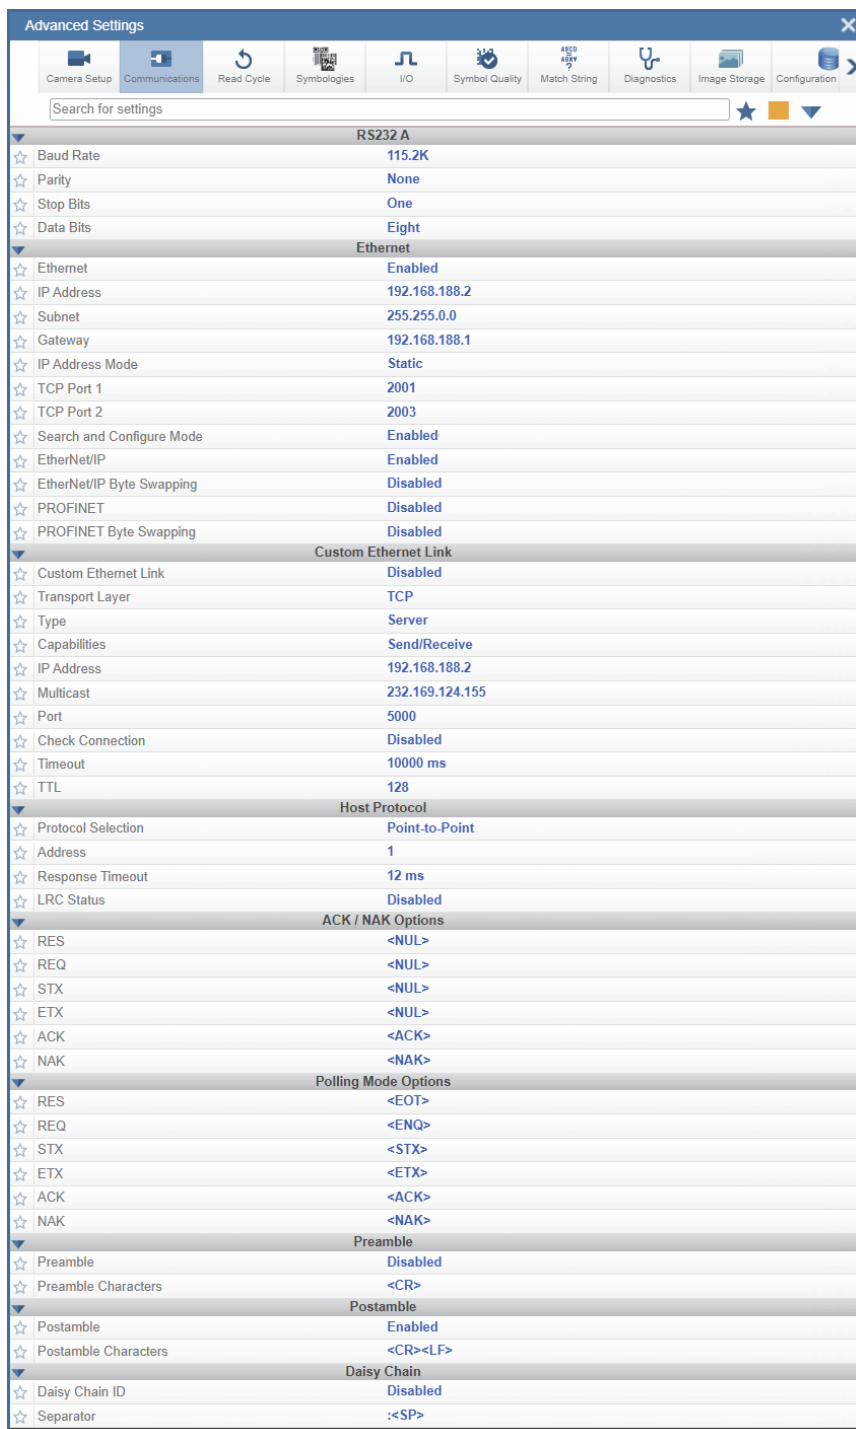 Advanced Settings
Camera Setup Communications Read Cycle Symbologies I/O Symbol Quality Match String Diagnostics Image Storage Configuration
Search for settings
RS232 A
Baud Rate 115.2K
Parity None
Stop Bits One
Data Bits Eight
Ethernet
Ethernet Enabled
IP Address 192.168.188.2
Subnet 255.255.0.0
Gateway 192.168.188.1
IP Address Mode Static
TCP Port 1 2001
TCP Port 2 2003
Search and Configure Mode Enabled
EtherNet/IP Enabled
EtherNet/IP Byte Swapping Disabled
PROFINET Disabled
PROFINET Byte Swapping Disabled
Custom Ethernet Link
Custom Ethernet Link Disabled
Transport Layer TCP
Type Server
Capabilities Send/Receive
IP Address 192.168.188.2
Multicast 232.169.124.155
Port 5000
Check Connection Disabled
Timeout 10000 ms
TTL 128
Host Protocol
Protocol Selection Point-to-Point
Address 1
Response Timeout 12 ms
LRC Status Disabled
ACK / NAK Options
RES <NUL>
REQ <NUL>
STX <NUL>
ETX <NUL>
ACK <ACK>
NAK <NAK>
Polling Mode Options
RES <EOT>
REQ <ENQ>
STX <STX>
ETX <ETX>
ACK <ACK>
NAK <NAK>
Preamble
Preamble Disabled
Preamble Characters <CR>
Postamble
Postamble Enabled
Postamble Characters <CR><LF>
Daisy Chain
Daisy Chain ID Disabled
Separator :<SP>